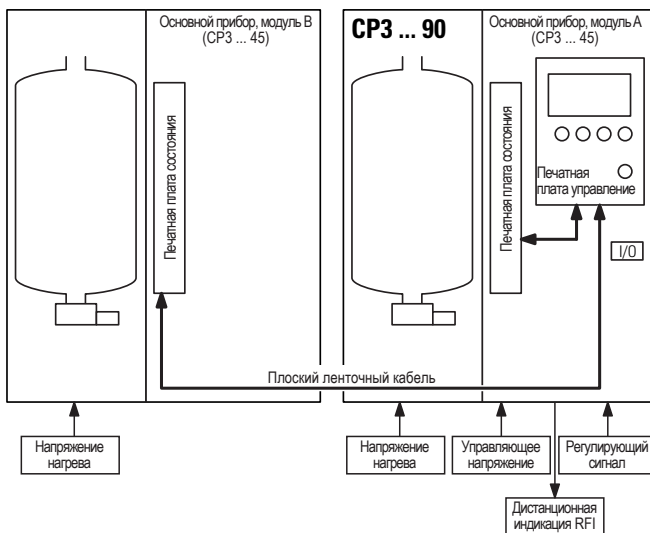 Основной прибор, модуль B
(CP3 ... 45)
Печатная плата состояния
CP3 ... 90
Основной прибор, модуль A
(CP3 ... 45)
Печатная плата состояния
Печатная
плата управление
I/0
Плоский ленточный кабель
Напряжение
нагрева
Напряжение
нагрева
Управляющее
напряжение
Регулирующий
сигнал
Дистанционная
индикация RFI